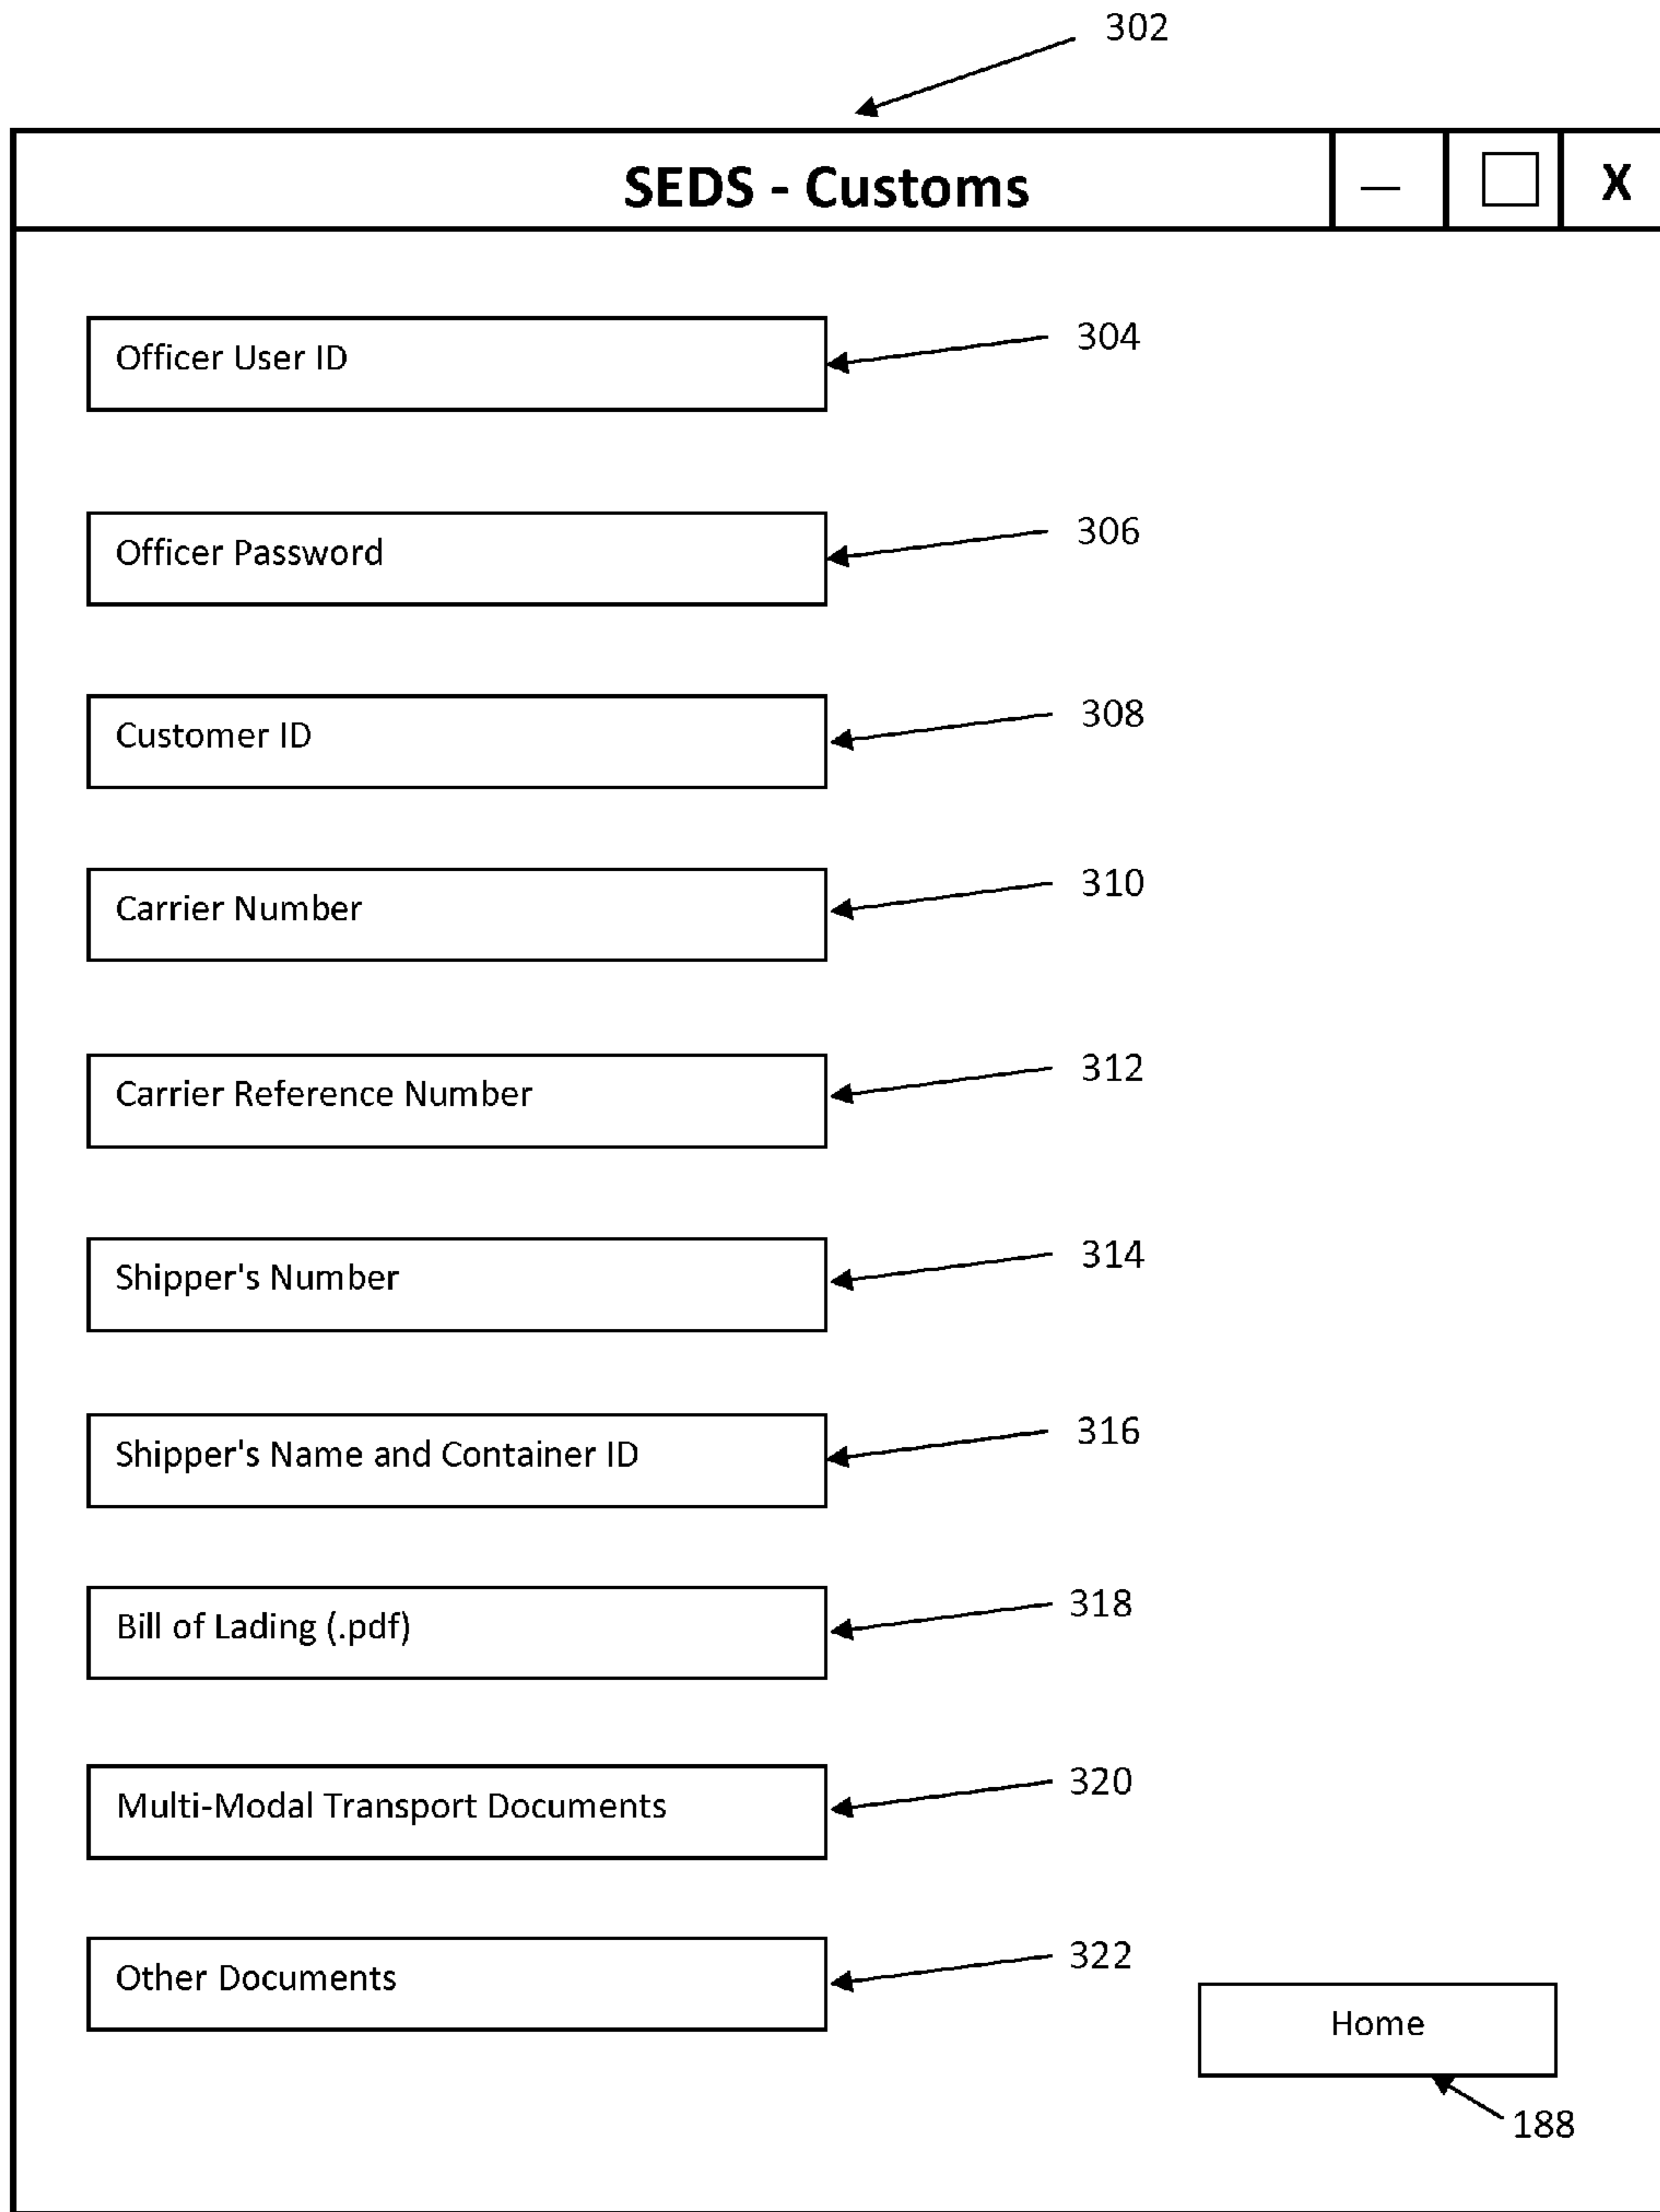 302
SEDS - Customs
X
Officer User ID
304
Officer Password
306
Customer ID
308
Carrier Number
310
Carrier Reference Number
312
Shipper's Number
314
Shipper's Name and Container ID
316
Bill of Lading (.pdf)
318
Multi-Modal Transport Documents
320
Other Documents
322
Home
188